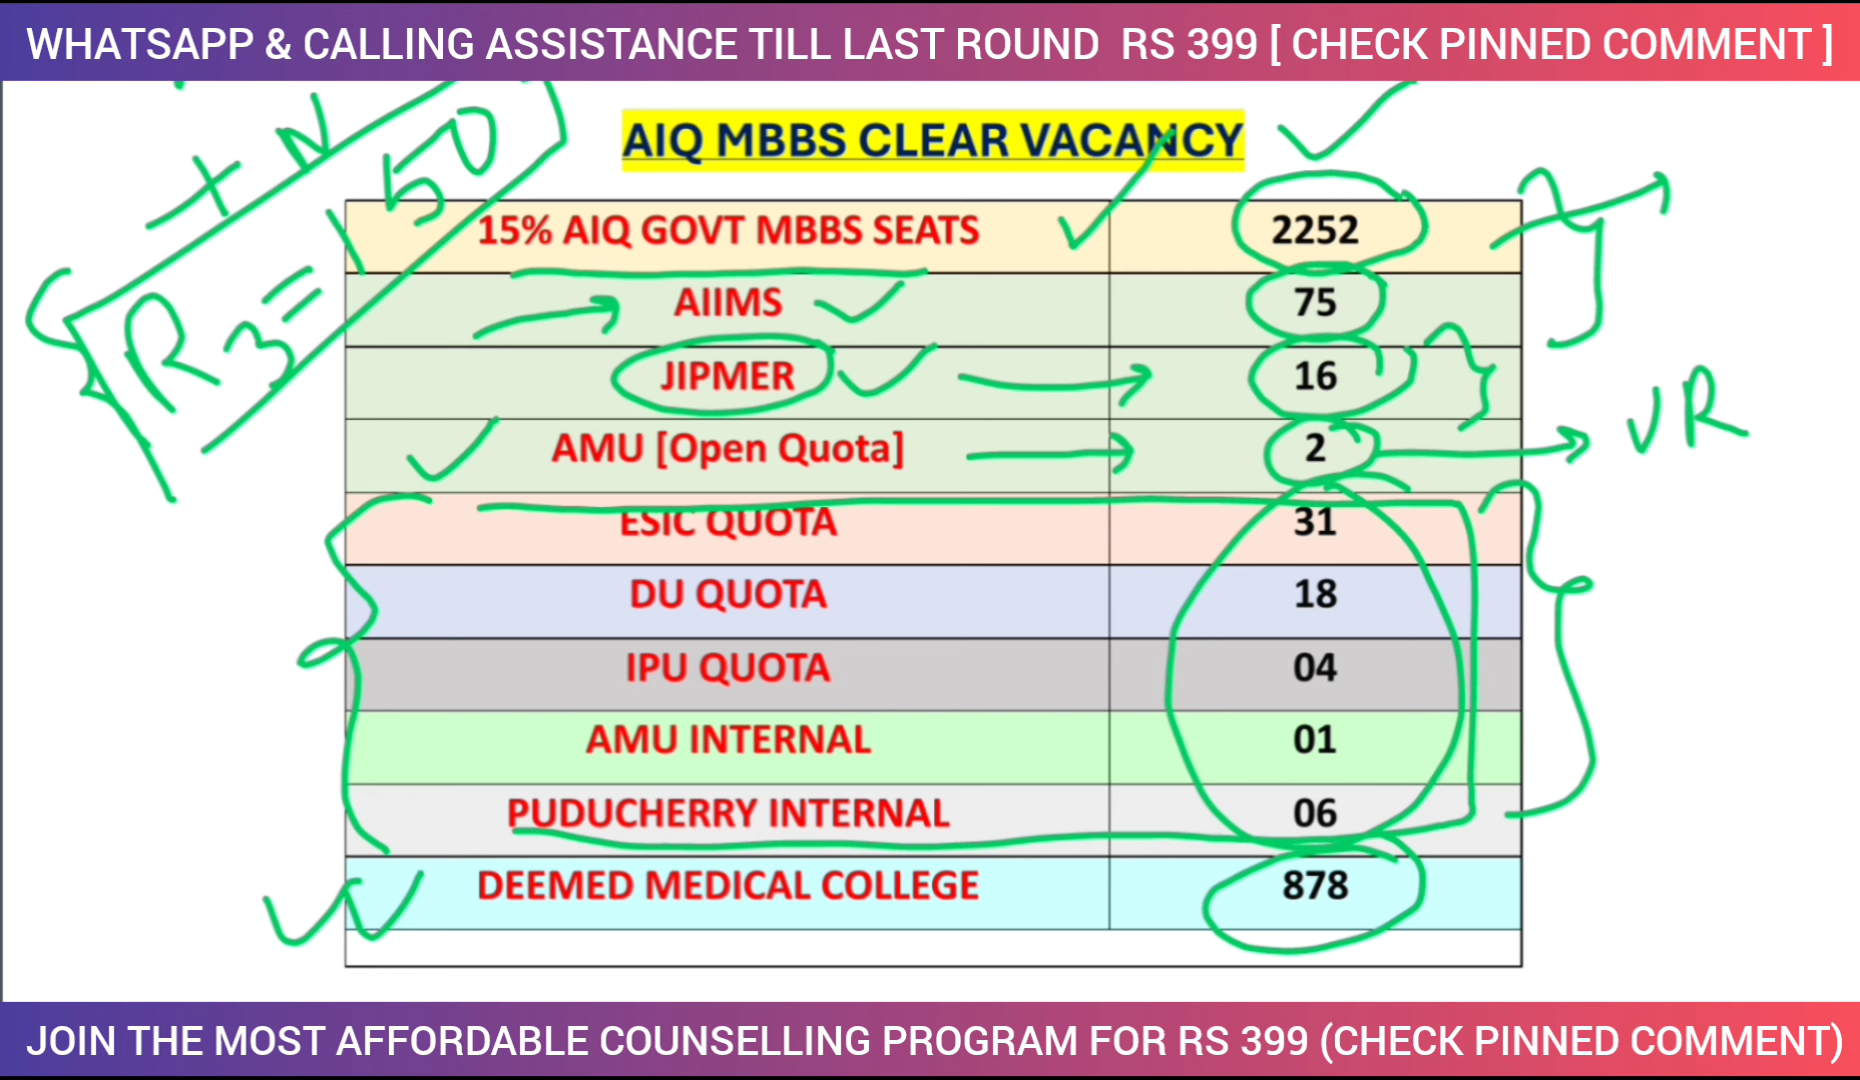 WHATSAPP & CALLING ASSISTANCE TILL LAST ROUND RS 399 [ CHECK PINNED COMMENT ]
AIQ MBBS CLEAR VACANCY
+ N
R3 = 50
15% AIQ GOVT MBBS SEATS 2252
AIIMS 75
JIPMER 16
AMU [Open Quota] 2
VR
ESIC QUOTA 31
DU QUOTA 18
IPU QUOTA 04
AMU INTERNAL 01
PUDUCHERRY INTERNAL 06
DEEMED MEDICAL COLLEGE 878
JOIN THE MOST AFFORDABLE COUNSELLING PROGRAM FOR RS 399 (CHECK PINNED COMMENT)